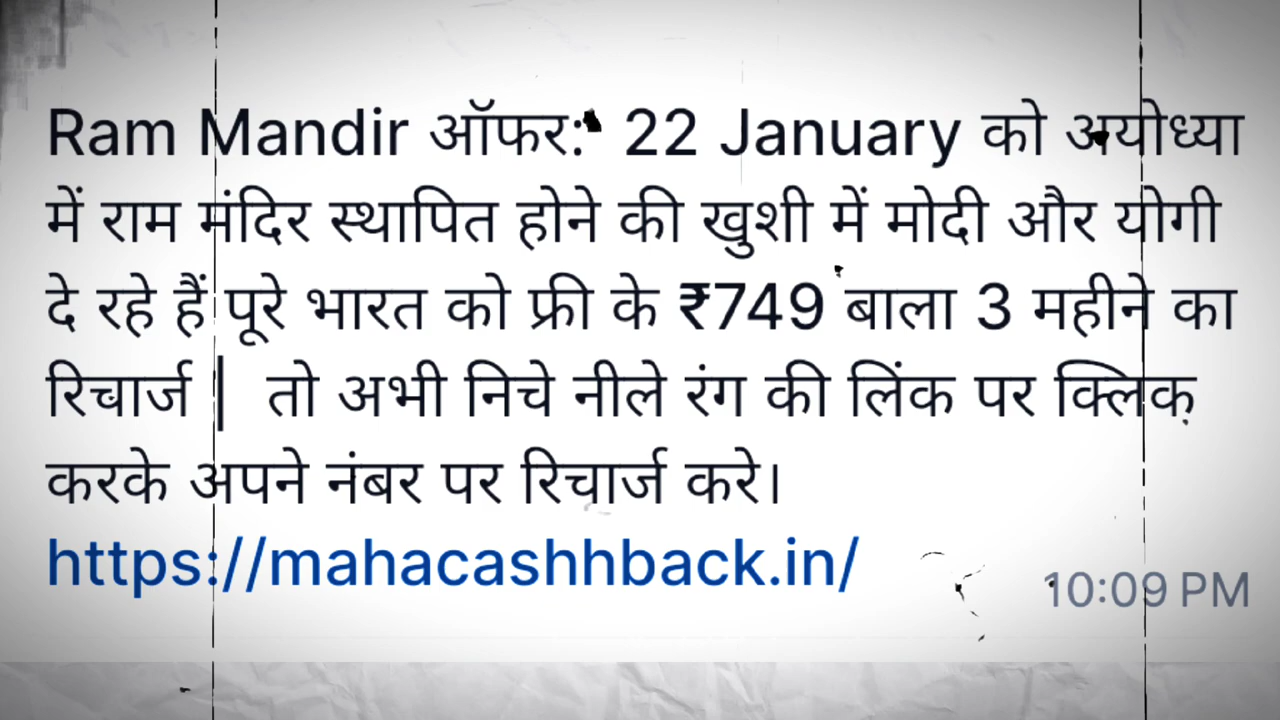 Ram Mandir ऑफर: 22 January को अयोध्या
में राम मंदिर स्थापित होने की खुशी में मोदी और योगी
दे रहे हैं पूरे भारत को फ्री के ₹749 बाला 3 महीने का
रिचार्ज | तो अभी निचे नीले रंग की लिंक पर क्लिक
करके अपने नंबर पर रिचार्ज करे।
https://mahacashhback.in/
10:09 PM